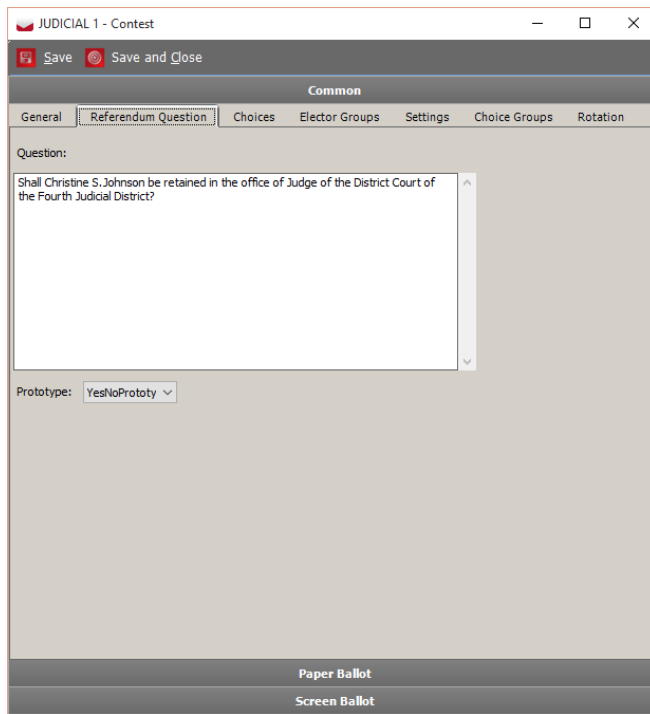 JUDICIAL 1 - Contest
Save Save and Close
Common
General Referendum Question Choices Elector Groups Settings Choice Groups Rotation
Question:
Shall Christine S.Johnson be retained in the office of Judge of the District Court of
the Fourth Judicial District?
Prototype: YesNoPrototy
Paper Ballot
Screen Ballot